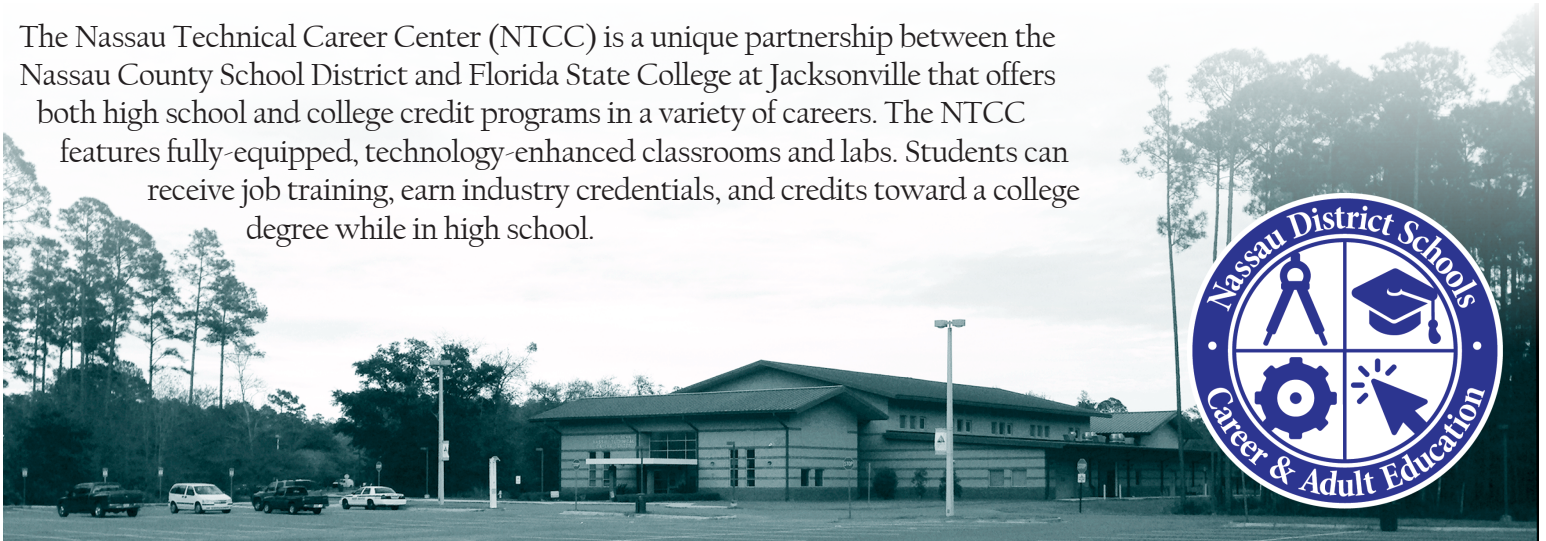 The Nassau Technical Career Center (NTCC) is a unique partnership between the
Nassau County School District and Florida State College at Jacksonville that offers
both high school and college credit programs in a variety of careers. The NTCC
features fully-equipped, technology-enhanced classrooms and labs. Students can
receive job training, earn industry credentials, and credits toward a college
degree while in high school.
Nassau District Schools
Career & Adult Education